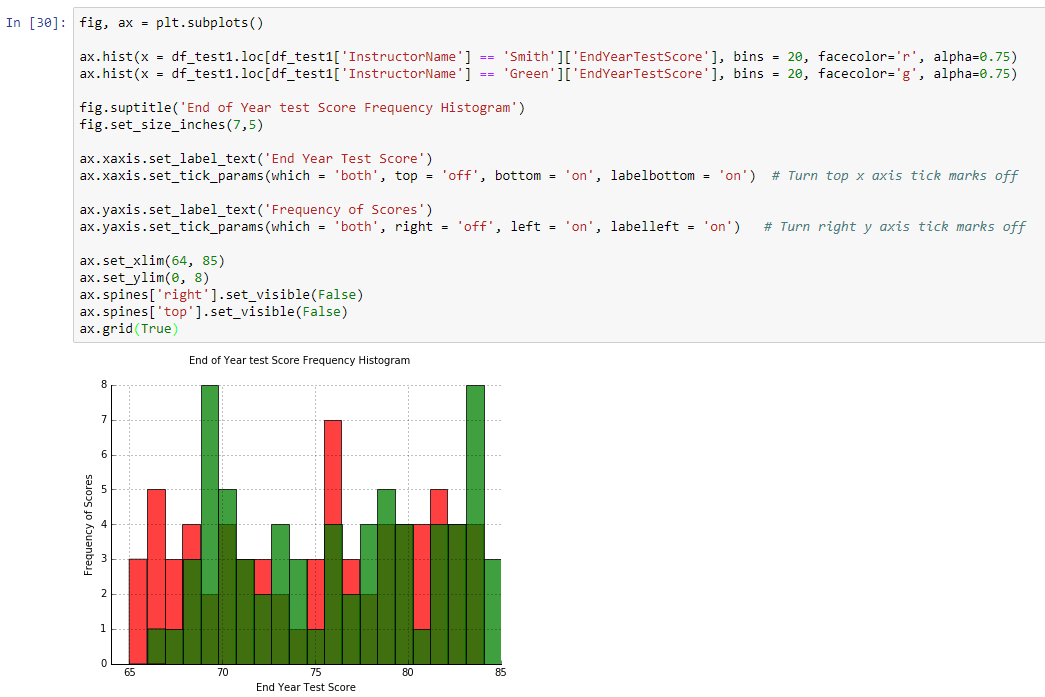 In [30]: fig, ax = plt.subplots()
ax.hist(x = df_test1.loc[df_test1['InstructorName'] == 'Smith']['EndYearTestScore'], bins = 20, facecolor='r', alpha=0.75)
ax.hist(x = df_test1.loc[df_test1['InstructorName'] == 'Green']['EndYearTestScore'], bins = 20, facecolor='g', alpha=0.75)
fig.suptitle('End of Year test Score Frequency Histogram')
fig.set_size_inches(7,5)
ax.xaxis.set_label_text('End Year Test Score')
ax.xaxis.set_tick_params(which = 'both', top = 'off', bottom = 'on', labelbottom = 'on')  # Turn top x axis tick marks off
ax.yaxis.set_label_text('Frequency of Scores')
ax.yaxis.set_tick_params(which = 'both', right = 'off', left = 'on', labelleft = 'on')   # Turn right y axis tick marks off
ax.set_xlim(64, 85)
ax.set_ylim(0, 8)
ax.spines['right'].set_visible(False)
ax.spines['top'].set_visible(False)
ax.grid(True)
End of Year test Score Frequency Histogram
8
7
6
5
4
3
2
1
0
Frequency of Scores
65 70 75 80 85
End Year Test Score